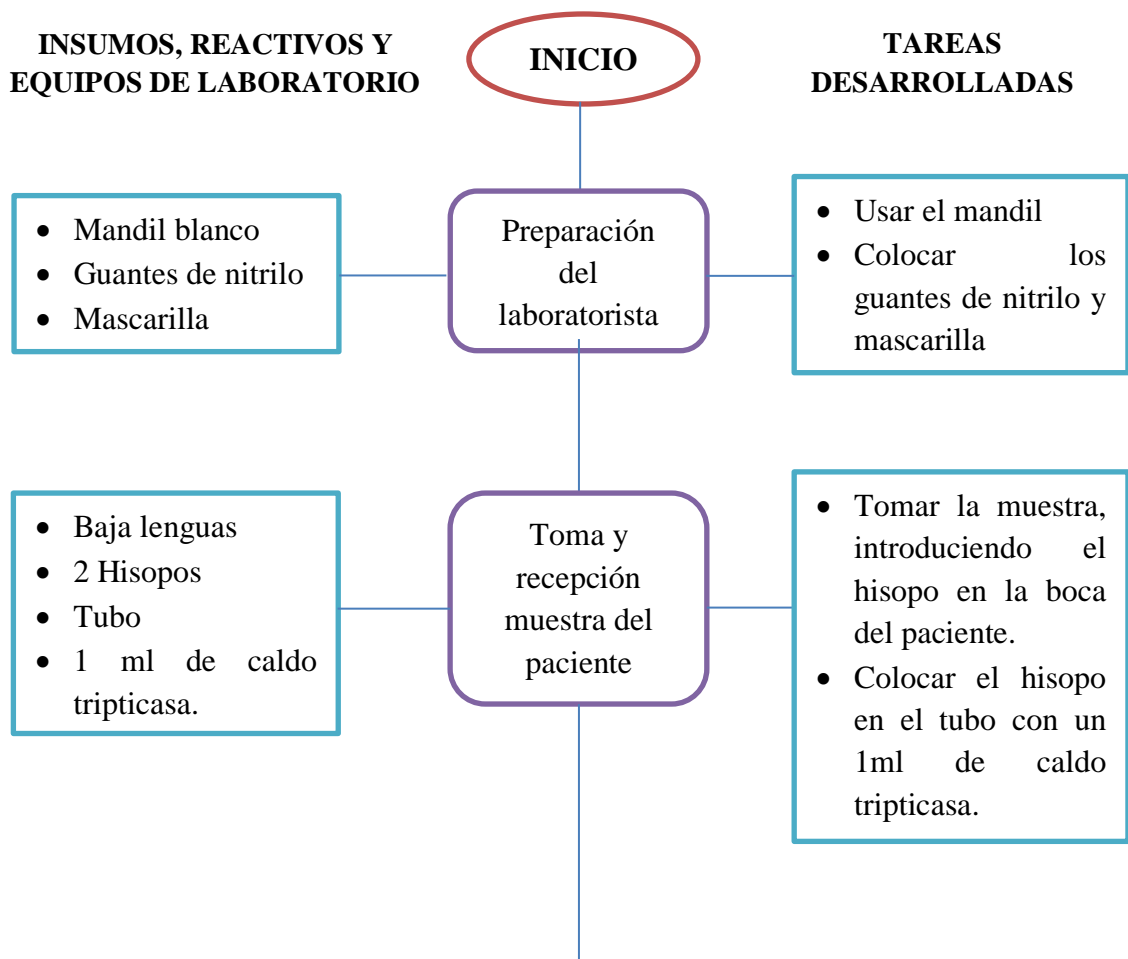 INSUMOS, REACTIVOS Y
EQUIPOS DE LABORATORIO
INICIO
TAREAS
DESARROLLADAS
• Mandil blanco
• Guantes de nitrilo
• Mascarilla
Preparación
del
laboratorista
• Usar el mandil
• Colocar los
guantes de nitrilo y
mascarilla
• Baja lenguas
• 2 Hisopos
• Tubo
• 1 ml de caldo
tripticasa.
Toma y
recepción
muestra del
paciente
• Tomar la muestra,
introduciendo el
hisopo en la boca
del paciente.
• Colocar el hisopo
en el tubo con un
1ml de caldo
tripticasa.